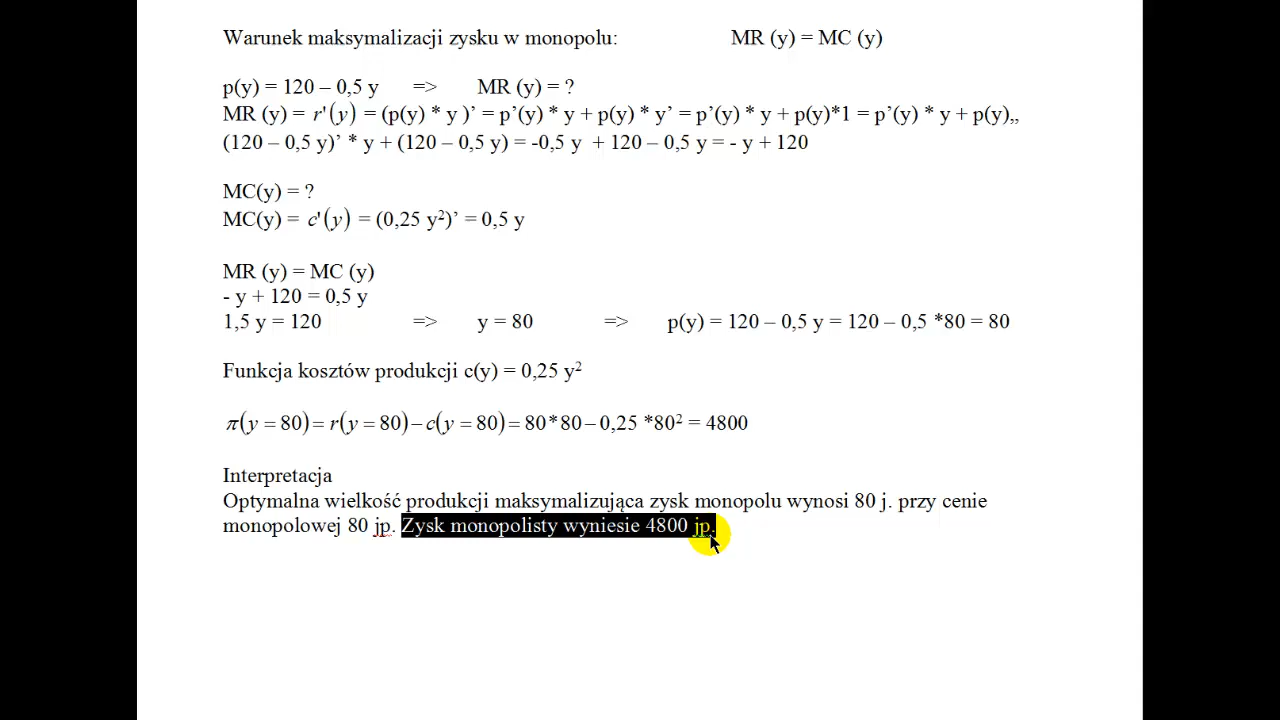 Warunek maksymalizacji zysku w monopolu: MR (y) = MC (y)
p(y) = 120 – 0,5 y => MR (y) = ?
MR (y) = r'(y) = (p(y) * y )’ = p’(y) * y + p(y) * y’ = p’(y) * y + p(y)*1 = p’(y) * y + p(y),,
(120 – 0,5 y)’ * y + (120 – 0,5 y) = -0,5 y + 120 – 0,5 y = - y + 120
MC(y) = ?
MC(y) = c'(y) = (0,25 y²)’ = 0,5 y
MR (y) = MC (y)
- y + 120 = 0,5 y
1,5 y = 120 => y = 80 => p(y) = 120 – 0,5 y = 120 – 0,5 *80 = 80
Funkcja kosztów produkcji c(y) = 0,25 y²
π(y = 80) = r(y = 80) – c(y = 80) = 80*80 – 0,25 *80² = 4800
Interpretacja
Optymalna wielkość produkcji maksymalizująca zysk monopolu wynosi 80 j. przy cenie
monopolowej 80 jp. Zysk monopolisty wyniesie 4800 jp.